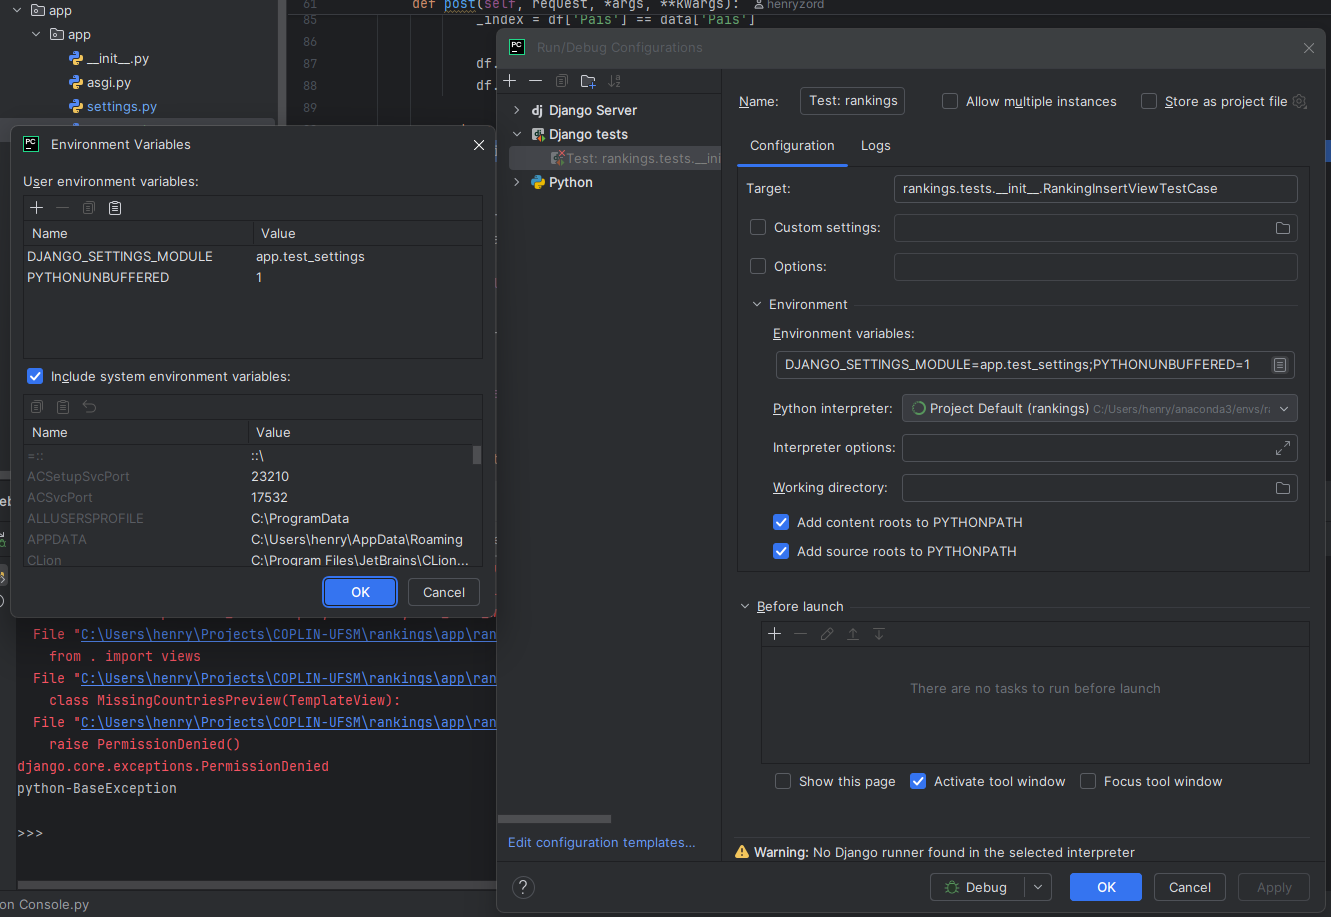 app
app
__init__.py
asgi.py
settings.py
61 def post(self, request, *args, **kwargs): henryzord
85 _index = df['Pais'] == data['Pais']
86
87 df.
88 df.
89
PC Environment Variables
User environment variables:
Name Value
DJANGO_SETTINGS_MODULE app.test_settings
PYTHONUNBUFFERED 1
Include system environment variables:
Name Value
=:: ::\
ACSetupSvcPort 23210
ACSvcPort 17532
ALLUSERSPROFILE C:\ProgramData
APPDATA C:\Users\henry\AppData\Roaming
CLion C:\Program Files\JetBrains\CLion...
OK Cancel
File "C:\Users\henry\Projects\COPLIN-UFSM\rankings\app\ran
from . import views
File "C:\Users\henry\Projects\COPLIN-UFSM\rankings\app\ran
class MissingCountriesPreview(TemplateView):
File "C:\Users\henry\Projects\COPLIN-UFSM\rankings\app\ran
raise PermissionDenied()
django.core.exceptions.PermissionDenied
python-BaseException
>>>
on Console.py
PC Run/Debug Configurations
dj Django Server
Django tests
Test: rankings.tests.__ini
Python
Edit configuration templates...
Name: Test: rankings Allow multiple instances Store as project file
Configuration Logs
Target: rankings.tests.__init__.RankingInsertViewTestCase
Custom settings:
Options:
Environment
Environment variables:
DJANGO_SETTINGS_MODULE=app.test_settings;PYTHONUNBUFFERED=1
Python interpreter: Project Default (rankings) C:/Users/henry/anaconda3/envs/ra
Interpreter options:
Working directory:
Add content roots to PYTHONPATH
Add source roots to PYTHONPATH
Before launch
There are no tasks to run before launch
Show this page Activate tool window Focus tool window
Warning: No Django runner found in the selected interpreter
? Debug OK Cancel Apply